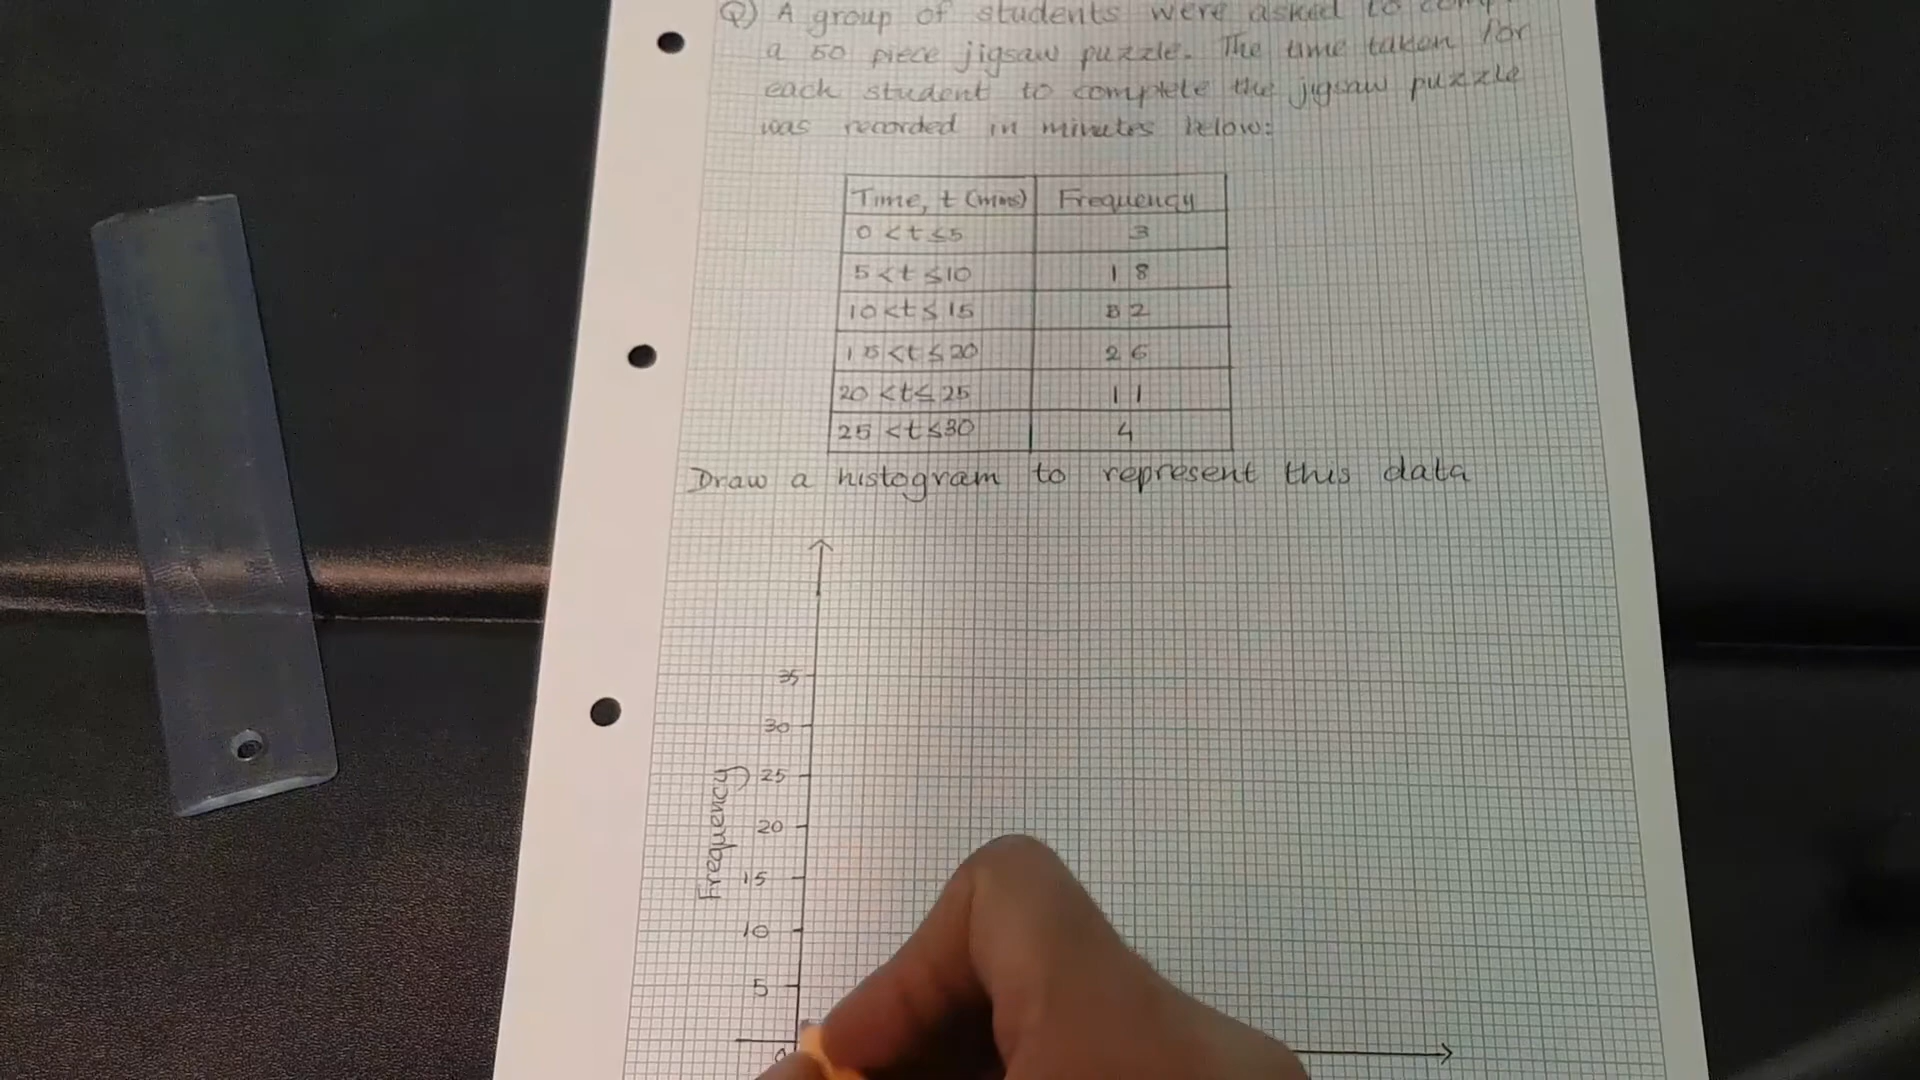 Q) A group of students were asked to
a 50 piece jigsaw puzzle. The time taken for
each student to complete the jigsaw puzzle
was recorded in minutes below:
Time, t (mins) Frequency
0 < t ≤ 5 3
5 < t ≤ 10 18
10 < t ≤ 15 32
15 < t ≤ 20 26
20 < t ≤ 25 11
25 < t ≤ 30 4
Draw a histogram to represent this data
35
30
25
20
15
10
5
Frequency